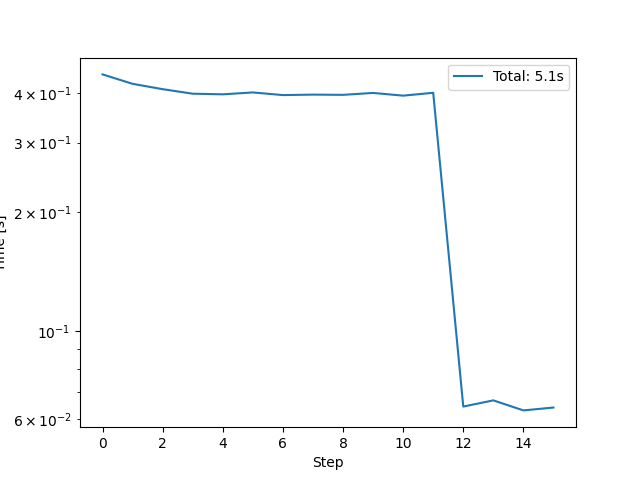 Total: 5.1s
4 × 10⁻¹
3 × 10⁻¹
2 × 10⁻¹
10⁻¹
6 × 10⁻²
[s]
0 2 4 6 8 10 12 14
Step